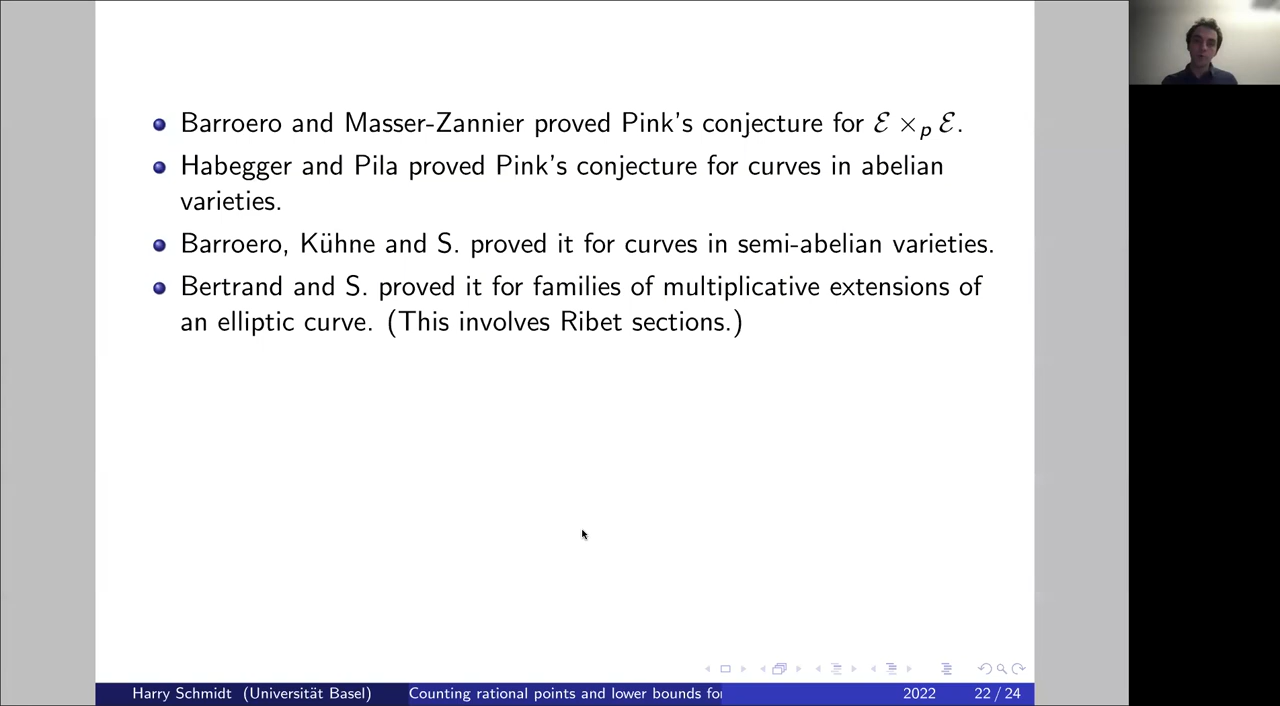 Barroero and Masser-Zannier proved Pink's conjecture for ℰ ×ₚ ℰ.
Habegger and Pila proved Pink's conjecture for curves in abelian
varieties.
Barroero, Kühne and S. proved it for curves in semi-abelian varieties.
Bertrand and S. proved it for families of multiplicative extensions of
an elliptic curve. (This involves Ribet sections.)
Harry Schmidt (Universität Basel) Counting rational points and lower bounds fo 2022 22 / 24